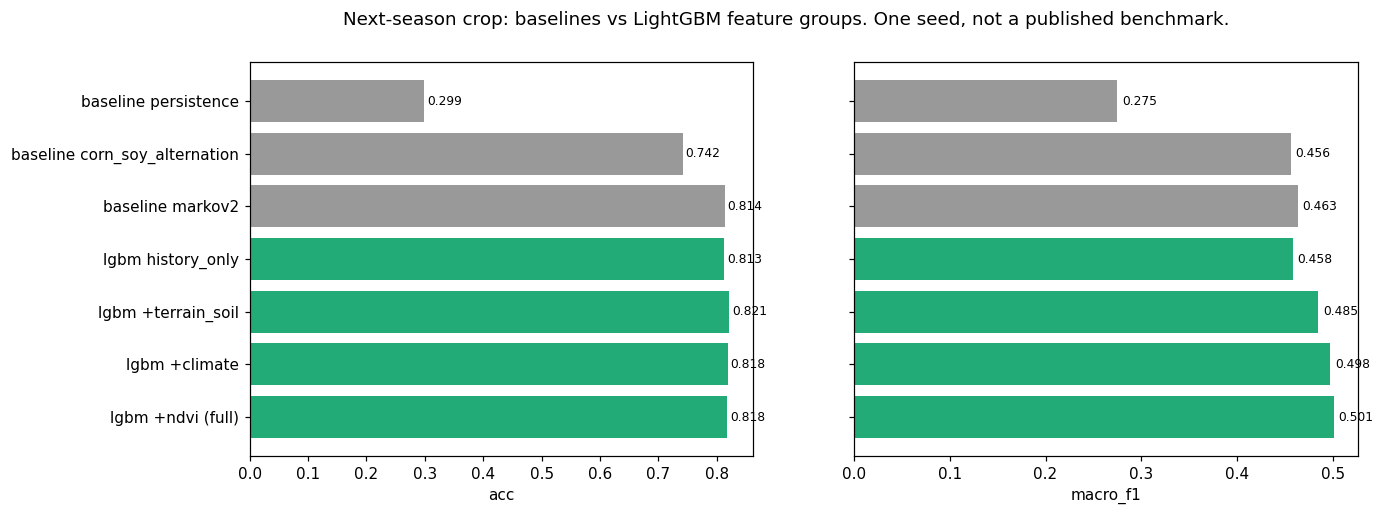 Next-season crop: baselines vs LightGBM feature groups. One seed, not a published benchmark.
baseline persistence
0.299
0.275
baseline corn_soy_alternation
0.742
0.456
baseline markov2
0.814
0.463
lgbm history_only
0.813
0.458
lgbm +terrain_soil
0.821
0.485
lgbm +climate
0.818
0.498
lgbm +ndvi (full)
0.818
0.501
0.0 0.1 0.2 0.3 0.4 0.5 0.6 0.7 0.8
0.0 0.1 0.2 0.3 0.4 0.5
acc
macro_f1